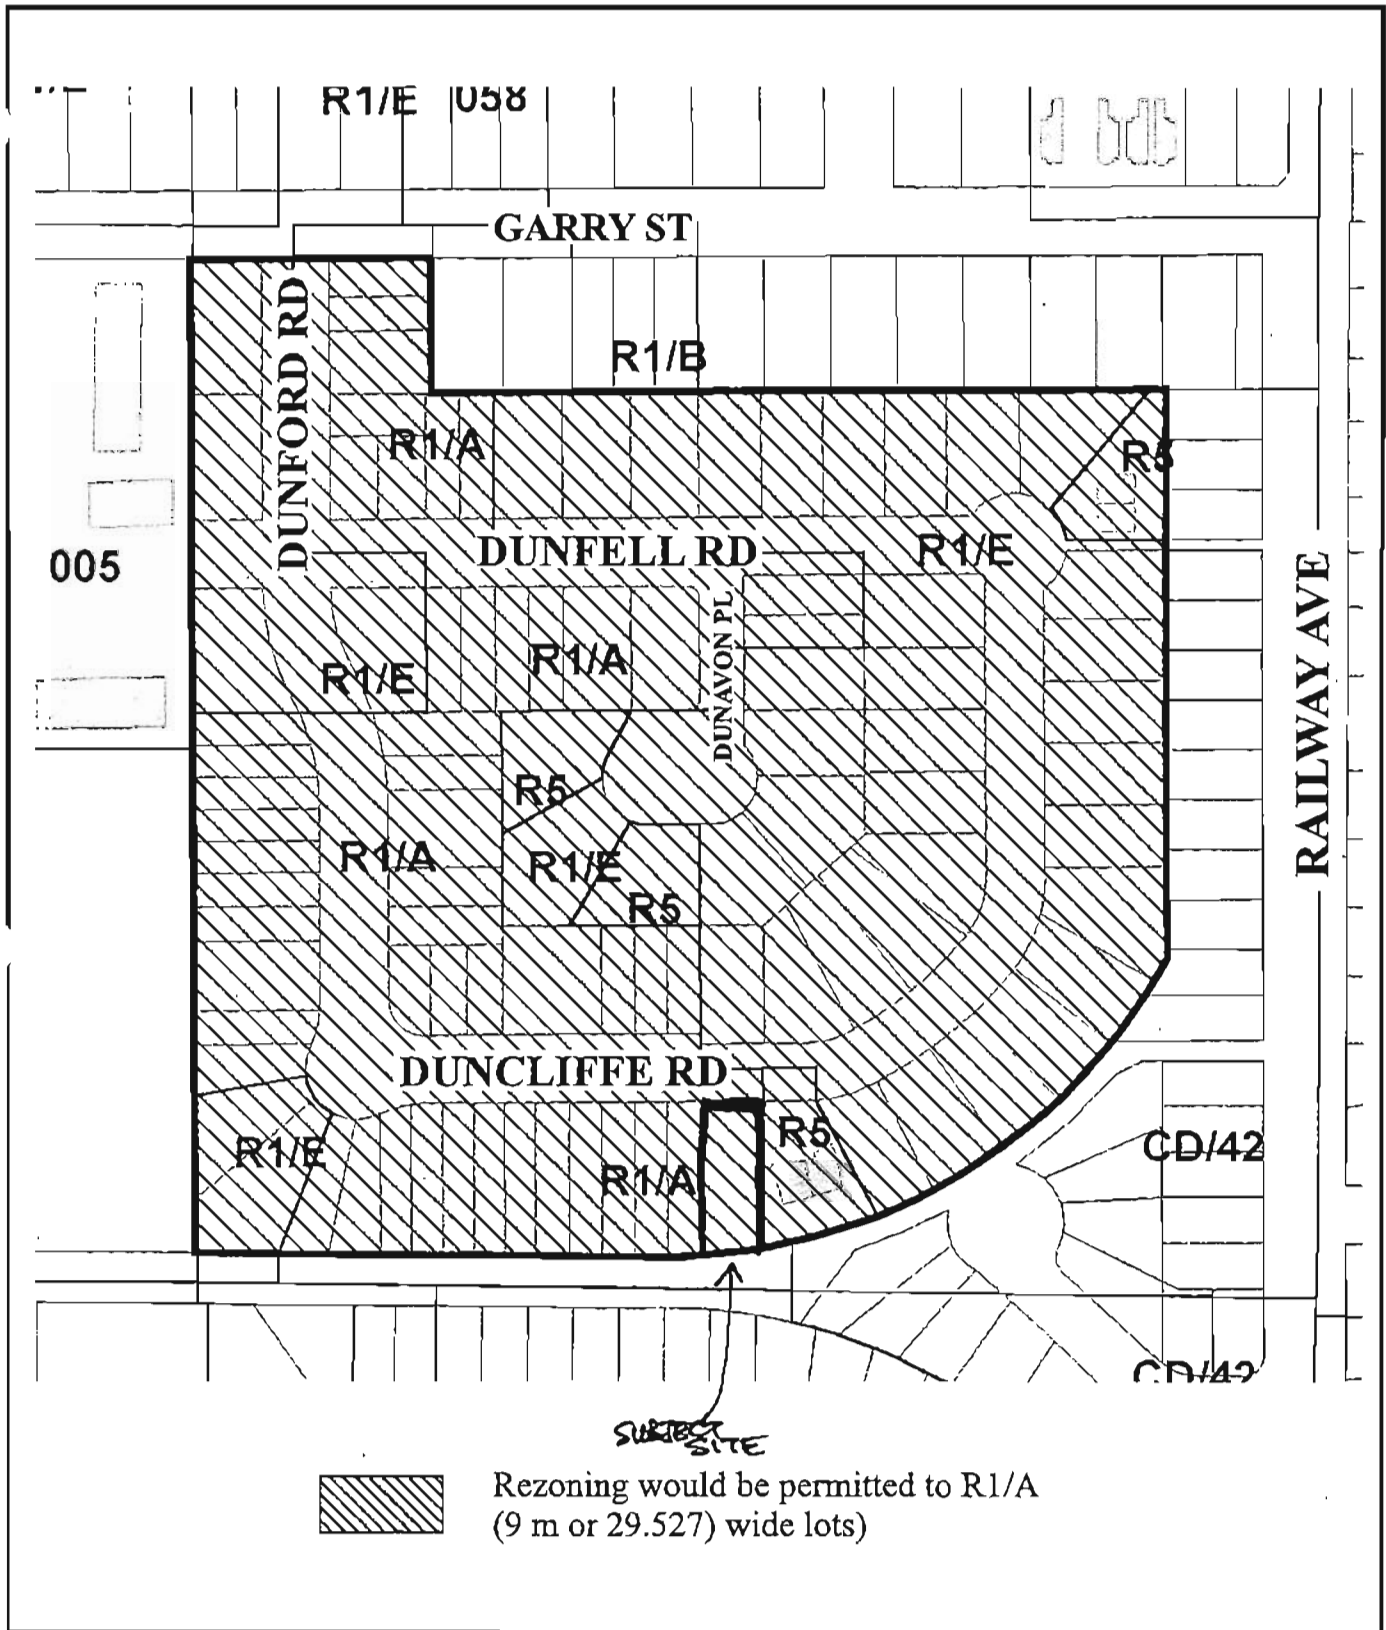 R1/E 058
GARRY ST
DUNFORD RD
R1/B
R1/A
R5
DUNFELL RD
R1/E
005
DUNAVON PL
R1/A
R1/E
RAILWAY AVE
R5
R1/A
R1/E
R5
DUNCLIFFE RD
R5
R1/E
CD/42
R1/A
CD/42
SUBJECT
SITE
Rezoning would be permitted to R1/A
(9 m or 29.527) wide lots)